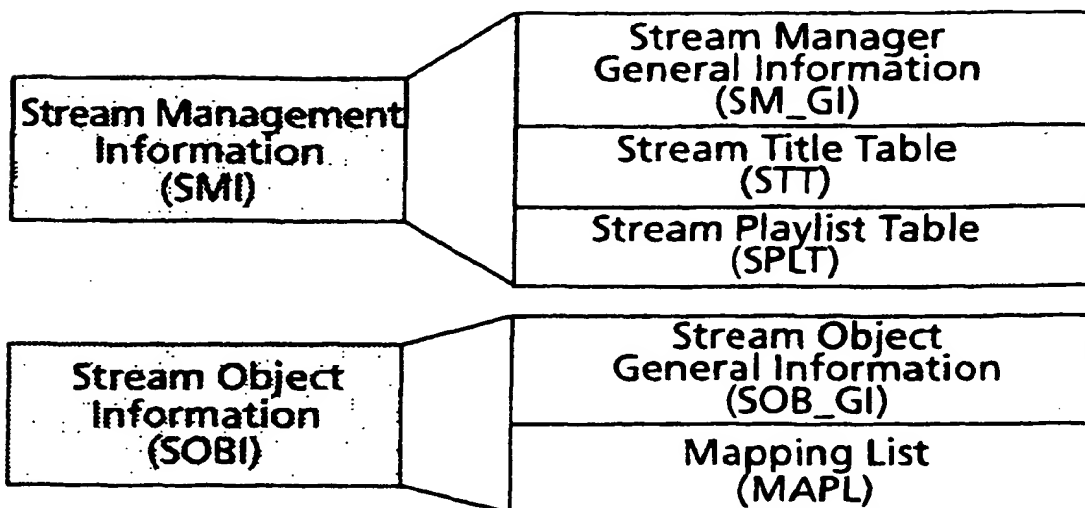 Stream Management
Information
(SMI)
Stream Manager
General Information
(SM_GI)
Stream Title Table
(STT)
Stream Playlist Table
(SPLT)
Stream Object
Information
(SOBI)
Stream Object
General Information
(SOB_GI)
Mapping List
(MAPL)